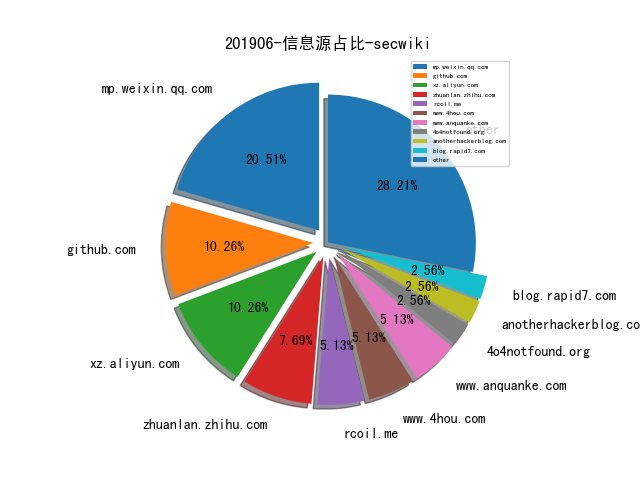 201906-信息源占比-secwiki
mp.weixin.qq.com
github.com
xz.aliyun.com
zhuanlan.zhihu.com
rcoil.me
www.4hou.com
www.anquanke.com
4o4notfound.org
anotherhackerblog.com
blog.rapid7.com
other
other
mp.weixin.qq.com
20.51%
28.21%
github.com
10.26%
xz.aliyun.com
10.26%
zhuanlan.zhihu.com
7.69%
rcoil.me
5.13%
www.4hou.com
5.13%
www.anquanke.com
5.13%
4o4notfound.org
2.56%
anotherhackerblog.co
2.56%
blog.rapid7.com
2.56%